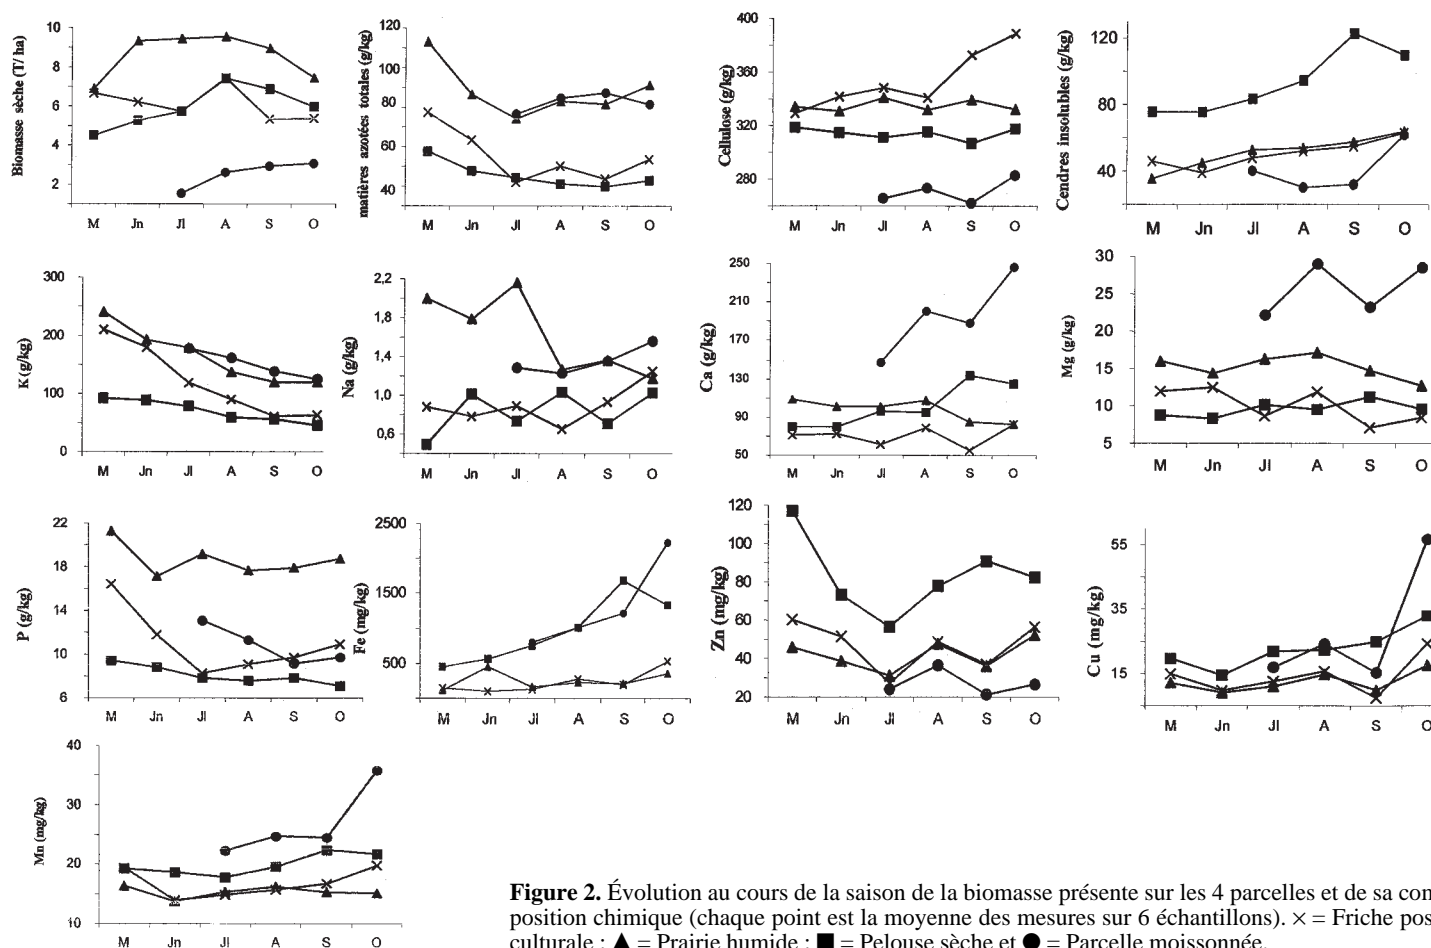 Biomasse sèche (T/ ha)
10
8
6
4
2
M Jn Jl A S O
matières azotées totales (g/kg)
120
100
80
60
40
M Jn Jl A S O
Cellulose (g/kg)
400
360
320
280
M Jn Jl A S O
Cendres insolubles (g/kg)
120
80
40
M Jn Jl A S O
K (g/kg)
300
200
100
0
M Jn Jl A S O
Na (g/kg)
2,2
1,8
1,4
1,0
0,6
M Jn Jl A S O
Ca (g/kg)
250
210
170
130
90
50
M Jn Jl A S O
Mg (g/kg)
30
25
20
15
10
5
M Jn Jl A S O
P (g/kg)
22
18
14
10
6
M Jn Jl A S O
Fe (mg/kg)
2500
1500
500
M Jn Jl A S O
Zn (mg/kg)
120
100
80
60
40
20
M Jn Jl A S O
Cu (mg/kg)
55
35
15
M Jn Jl A S O
Mn (mg/kg)
40
30
20
10
M Jn Jl A S O
Figure 2. Évolution au cours de la saison de la biomasse présente sur les 4 parcelles et de sa com
position chimique (chaque point est la moyenne des mesures sur 6 échantillons). × = Friche pos
culturale ; ▲ = Prairie humide ; ■ = Pelouse sèche et ● = Parcelle moissonnée.